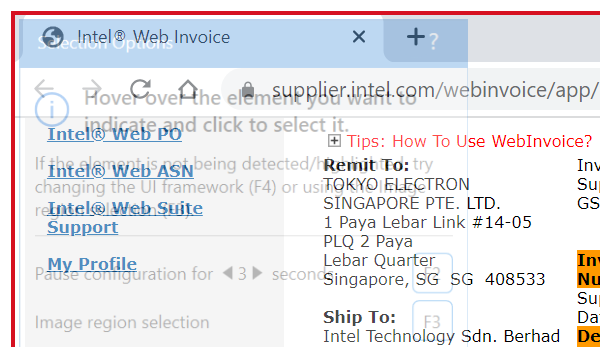 Selection Options
Intel® Web Invoice
?
supplier.intel.com/webinvoice/app/
Hover over the element you want to
indicate and click to select it.
Intel® Web PO
Intel® Web ASN
Intel® Web Suite
Support
My Profile
If the element is not being detected/highlighted, try
changing the UI framework (F4) or using the Image
region selection (F3).
Pause configuration for 3 seconds
F2
Image region selection
F3
Tips: How To Use WebInvoice?
Remit To:
TOKYO ELECTRON
SINGAPORE PTE. LTD.
1 Paya Lebar Link #14-05
PLQ 2 Paya
Lebar Quarter
Singapore, SG SG 408533
Ship To:
Intel Technology Sdn. Berhad
Inv
Sup
GS
Inv
Nu
Sup
Da
De